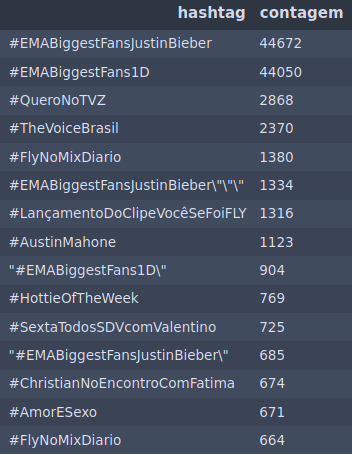 hashtag contagem
#EMABiggestFansJustinBieber 44672
#EMABiggestFans1D 44050
#QueroNoTVZ 2868
#TheVoiceBrasil 2370
#FlyNoMixDiario 1380
#EMABiggestFansJustinBieber\"\"\" 1334
#LançamentoDoClipeVocêSeFoiFLY 1316
#AustinMahone 1123
"#EMABiggestFans1D\" 904
#HottieOfTheWeek 769
#SextaTodosSDVcomValentino 725
"#EMABiggestFansJustinBieber\" 685
#ChristianNoEncontroComFatima 674
#AmorESexo 671
#FlyNoMixDiario 664